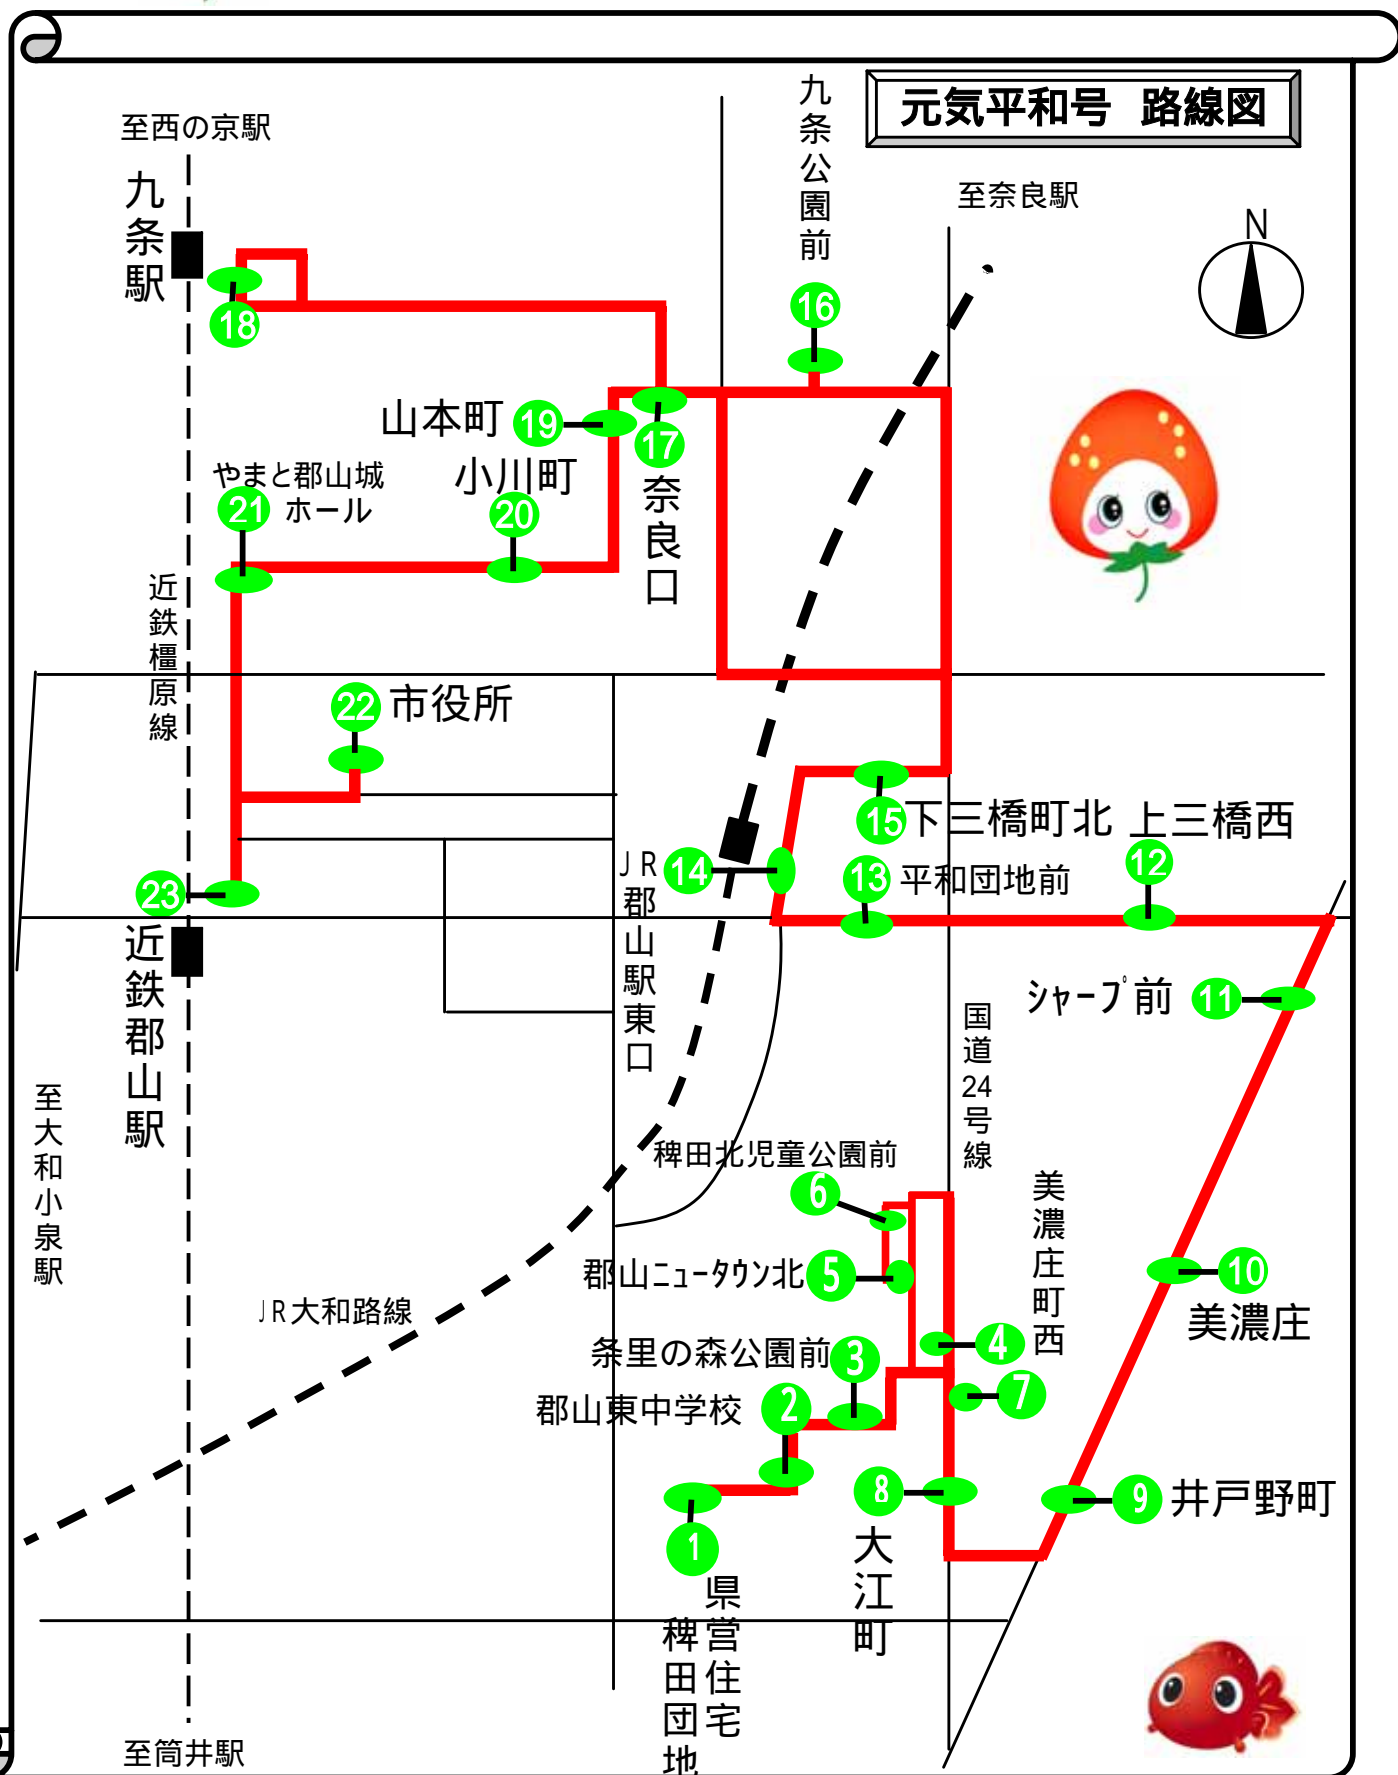 元気平和号 路線図
至西の京駅
九条駅
九条公園前
至奈良駅
N
16
18
山本町
19
17
奈良口
やまと郡山城
ホール
21
小川町
20
近鉄橿原線
22
市役所
15
下三橋町北
上三橋西
JR郡山駅東口
14
13
平和団地前
12
23
近鉄郡山駅
シャープ前
11
国道24号線
至大和小泉駅
稗田北児童公園前
6
美濃庄町西
郡山ニュータウン北
5
10
美濃庄
JR大和路線
条里の森公園前
3
4
7
郡山東中学校
2
8
大江町
9
井戸野町
1
県営住宅
稗田団地
至筒井駅